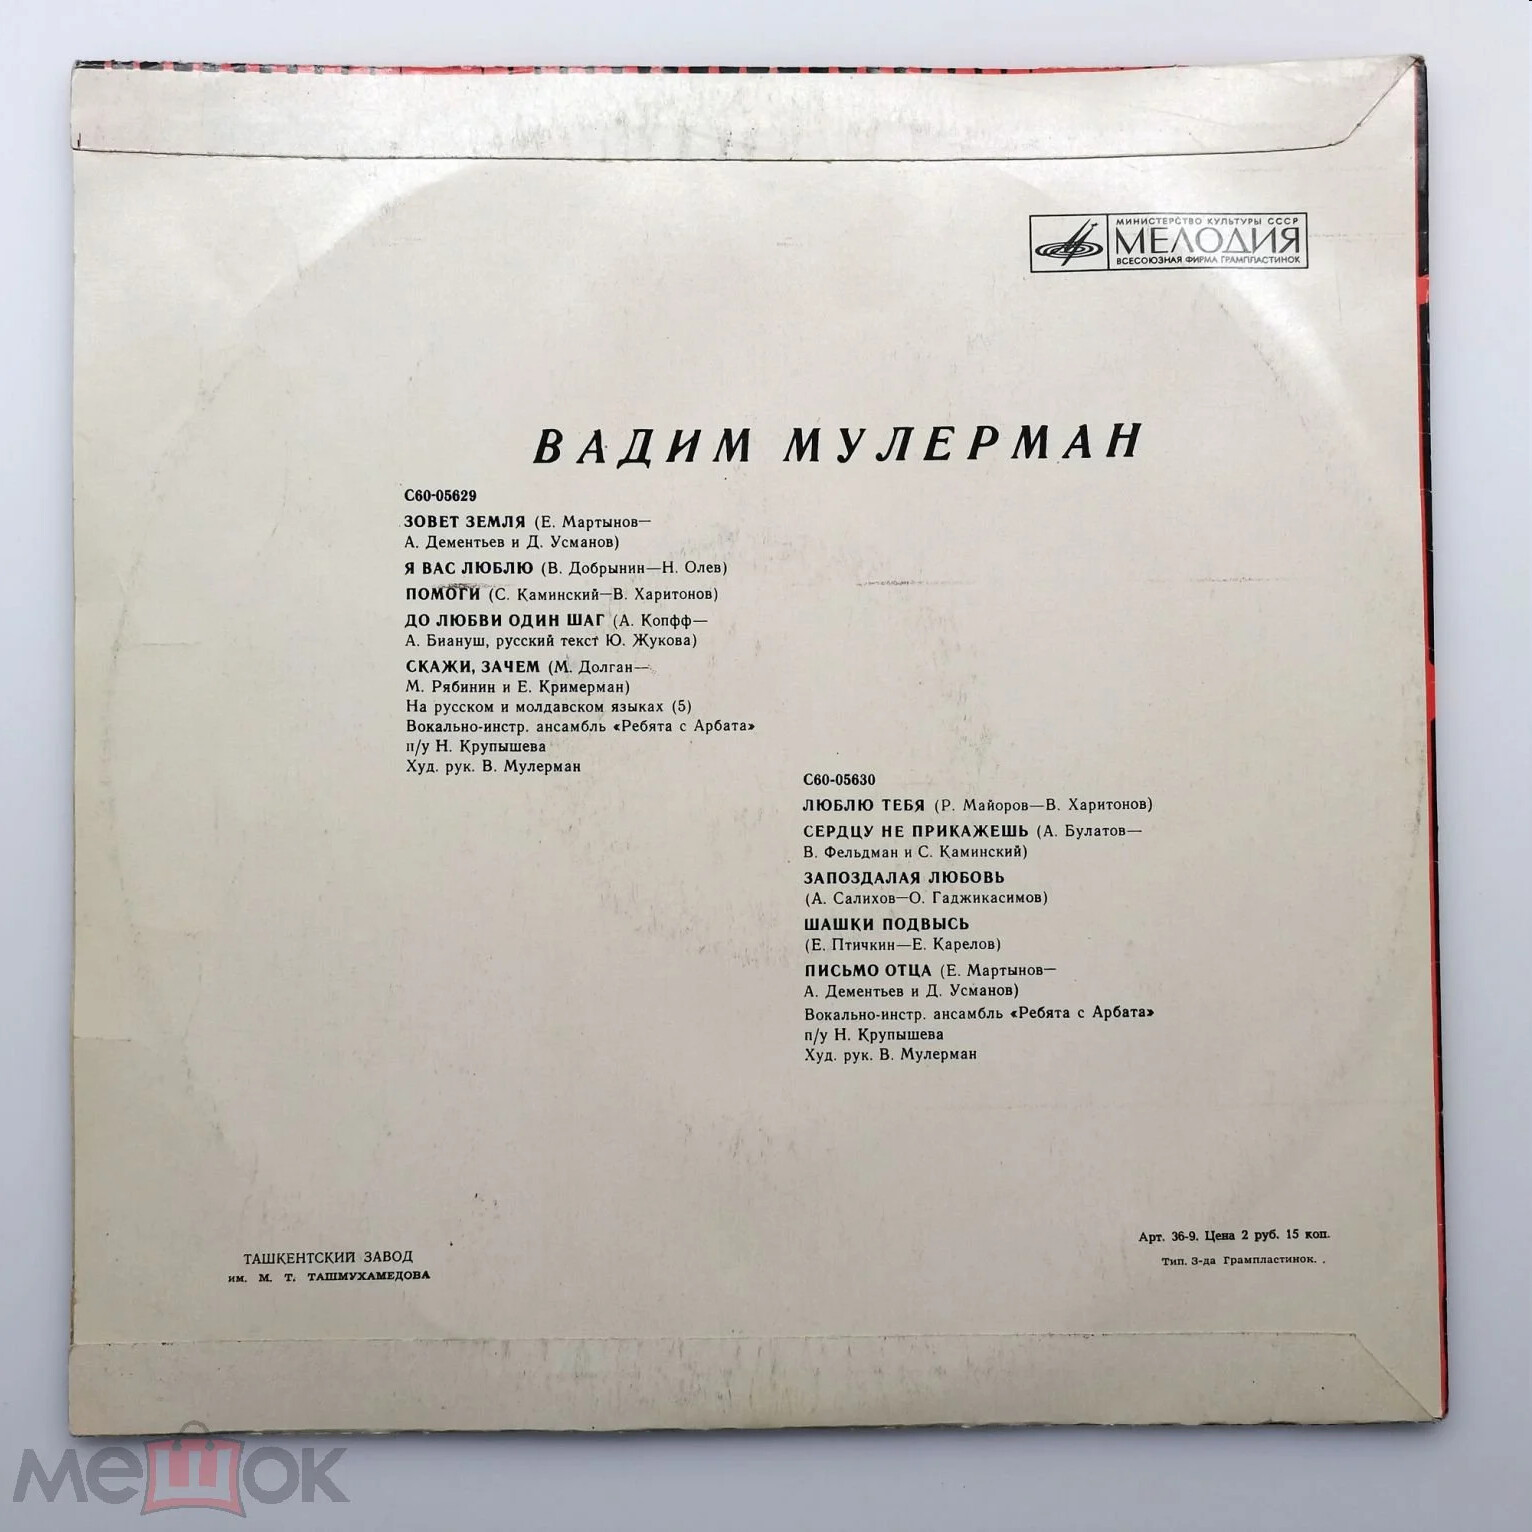 МИНИСТЕРСТВО КУЛЬТУРЫ СССР
МЕЛОДИЯ
ВСЕСОЮЗНАЯ ФИРМА ГРАМПЛАСТИНОК
ВАДИМ МУЛЕРМАН
С60-05629
ЗОВЕТ ЗЕМЛЯ (Е. Мартынов—
А. Дементьев и Д. Усманов)
Я ВАС ЛЮБЛЮ (В. Добрынин—Н. Олев)
ПОМОГИ (С. Каминский—В. Харитонов)
ДО ЛЮБВИ ОДИН ШАГ (А. Копфф—
А. Биануш, русский текст Ю. Жукова)
СКАЖИ, ЗАЧЕМ (М. Долган—
М. Рябинин и Е. Кримерман)
На русском и молдавском языках (5)
Вокально-инстр. ансамбль «Ребята с Арбата»
п/у Н. Крупышева
Худ. рук. В. Мулерман
С60-05630
ЛЮБЛЮ ТЕБЯ (Р. Майоров—В. Харитонов)
СЕРДЦУ НЕ ПРИКАЖЕШЬ (А. Булатов—
В. Фельдман и С. Каминский)
ЗАПОЗДАЛАЯ ЛЮБОВЬ
(А. Салихов—О. Гаджикасимов)
ШАШКИ ПОДВЫСЬ
(Е. Птичкин—Е. Карелов)
ПИСЬМО ОТЦА (Е. Мартынов—
А. Дементьев и Д. Усманов)
Вокально-инстр. ансамбль «Ребята с Арбата»
п/у Н. Крупышева
Худ. рук. В. Мулерман
ТАШКЕНТСКИЙ ЗАВОД
им. М. Т. ТАШМУХАМЕДОВА
Арт. 36-9. Цена 2 руб. 15 коп.
Тип. З-да Грампластинок. .
мешок